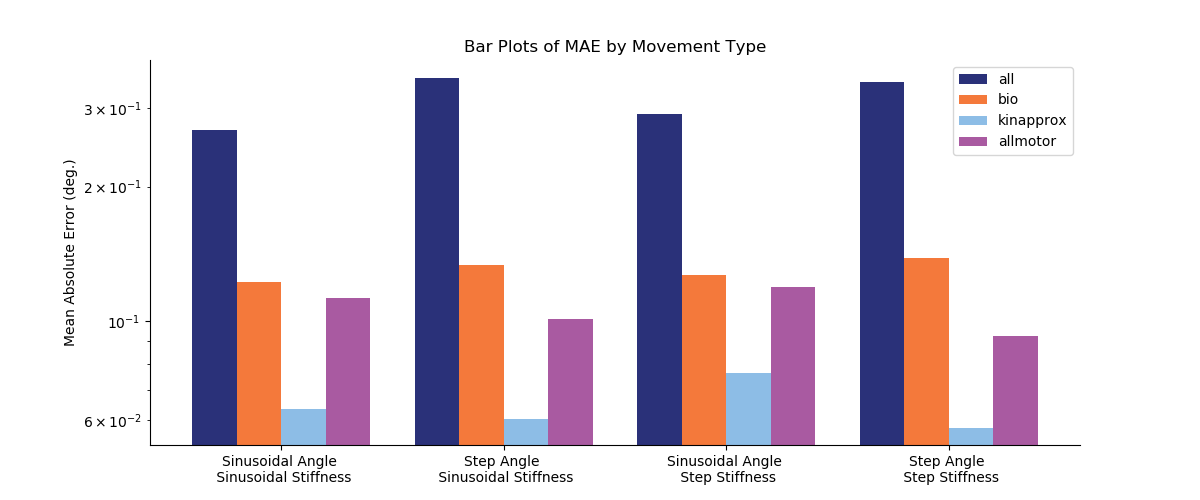 Bar Plots of MAE by Movement Type
Mean Absolute Error (deg.)
3 × 10⁻¹
2 × 10⁻¹
10⁻¹
6 × 10⁻²
all
bio
kinapprox
allmotor
Sinusoidal Angle
Sinusoidal Stiffness
Step Angle
Sinusoidal Stiffness
Sinusoidal Angle
Step Stiffness
Step Angle
Step Stiffness